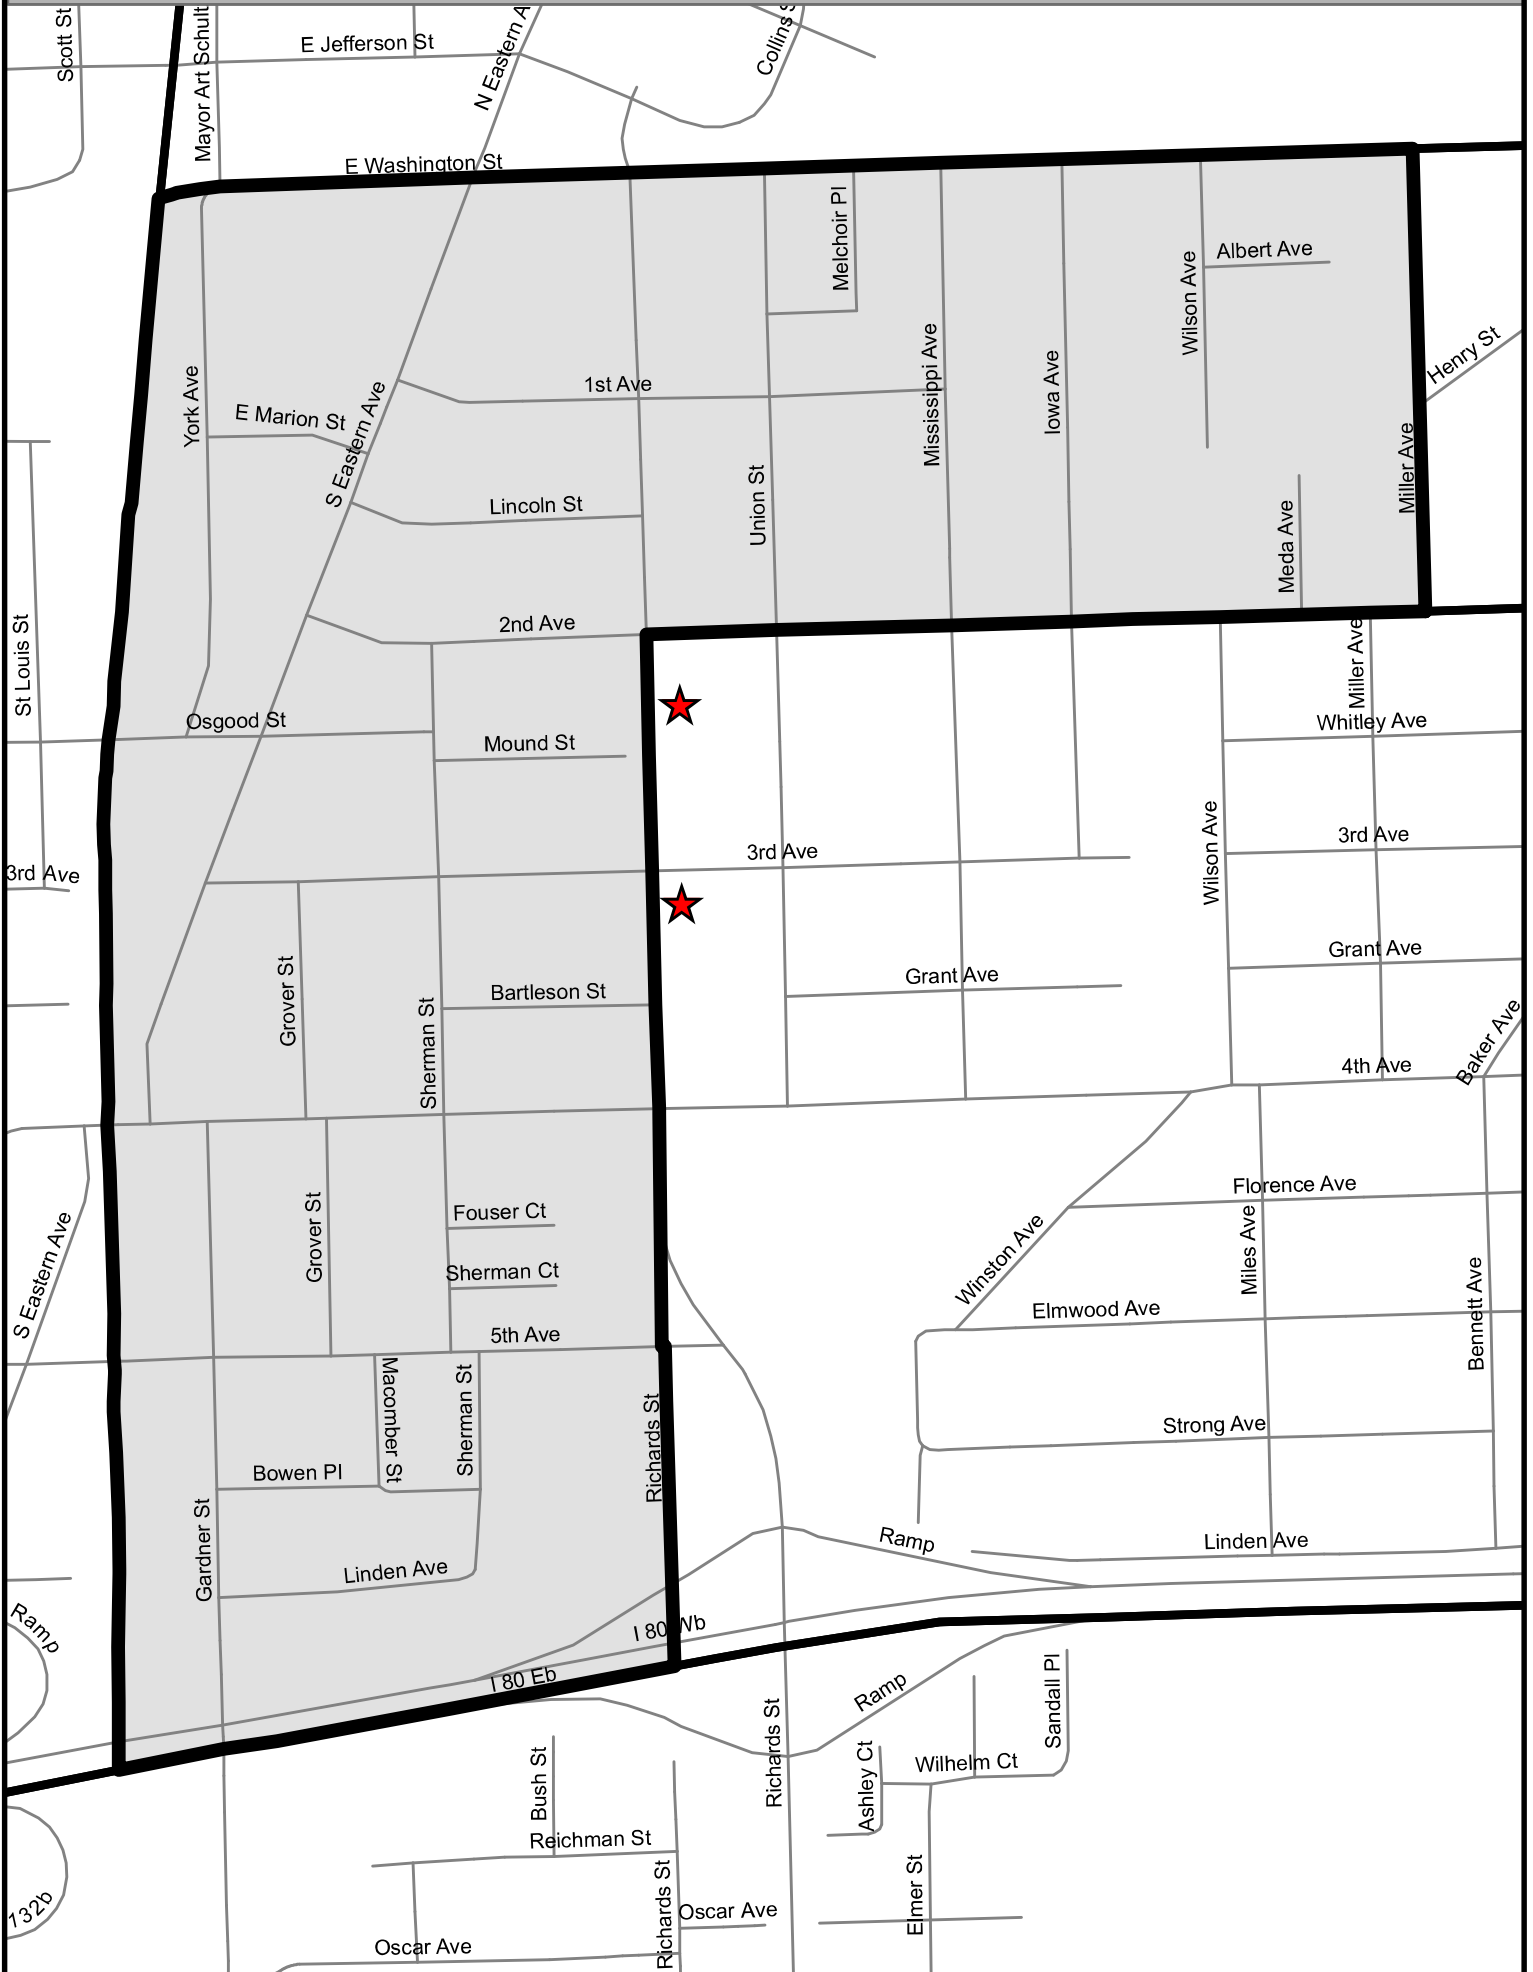 Scott St
Mayor Art Schult
E Jefferson St
N Eastern A
Collins S
E Washington St
Melchoir Pl
Albert Ave
Wilson Ave
Henry St
York Ave
E Marion St
S Eastern Ave
1st Ave
Mississippi Ave
Iowa Ave
Miller Ave
Union St
Lincoln St
Meda Ave
St Louis St
2nd Ave
Miller Ave
Osgood St
Mound St
Whitley Ave
3rd Ave
3rd Ave
3rd Ave
Wilson Ave
Grover St
Sherman St
Bartleson St
Grant Ave
Grant Ave
Baker Ave
4th Ave
S Eastern Ave
Grover St
Fouser Ct
Sherman Ct
5th Ave
Florence Ave
Winston Ave
Miles Ave
Elmwood Ave
Bennett Ave
Macomber St
Sherman St
Richards St
Strong Ave
Bowen Pl
Gardner St
Linden Ave
Ramp
Linden Ave
Ramp
I 80 Wb
I 80 Eb
Ramp
Sandall Pl
Richards St
Bush St
Ashley Ct
Wilhelm Ct
Reichman St
Richards St
Elmer St
132b
Oscar Ave
Oscar Ave